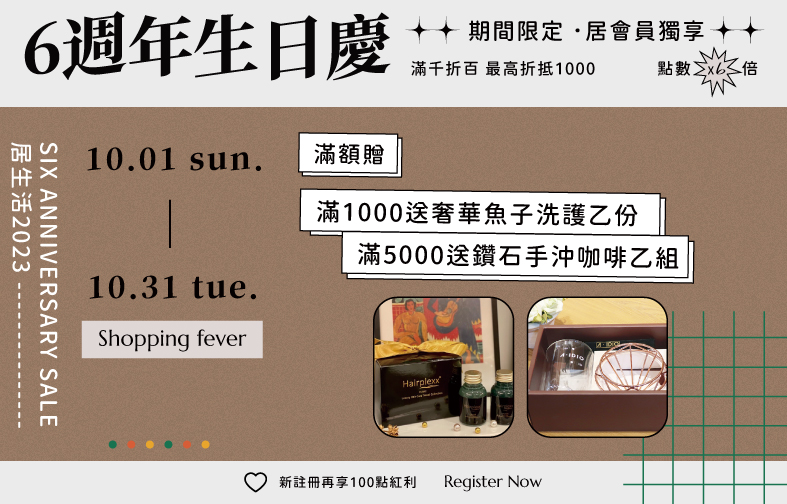 6週年生日慶
期間限定・居會員獨享
滿千折百 最高折抵1000
點數x6倍
居生活2023
SIX ANNIVERSARY SALE
10.01 sun.
10.31 tue.
Shopping fever
滿額贈
滿1000送奢華魚子洗護乙份
滿5000送鑽石手沖咖啡乙組
Hairplexx
A·IDIO
A·IDIO
新註冊再享100點紅利
Register Now